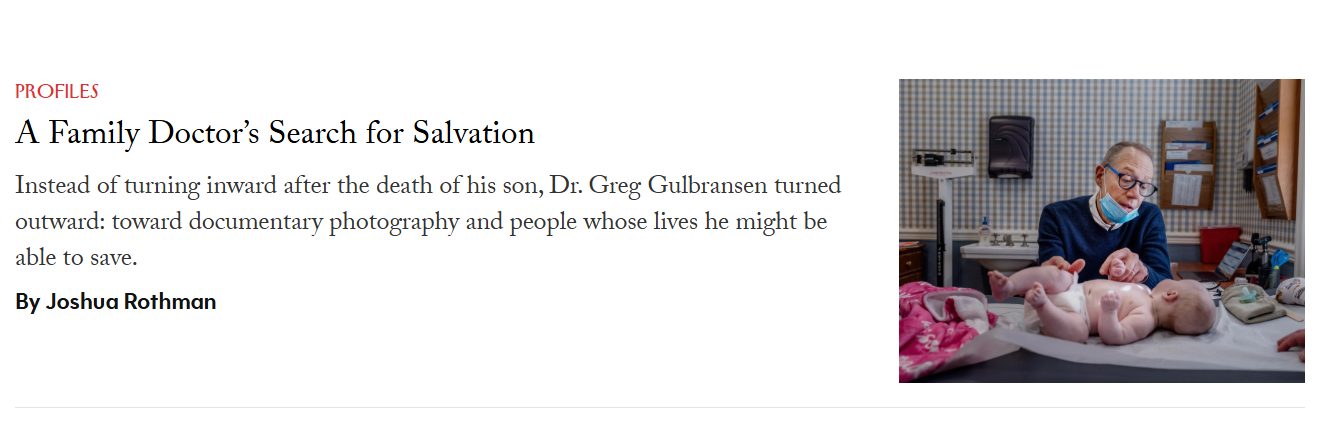 PROFILES
A Family Doctor’s Search for Salvation
Instead of turning inward after the death of his son, Dr. Greg Gulbransen turned
outward: toward documentary photography and people whose lives he might be
able to save.
By Joshua Rothman